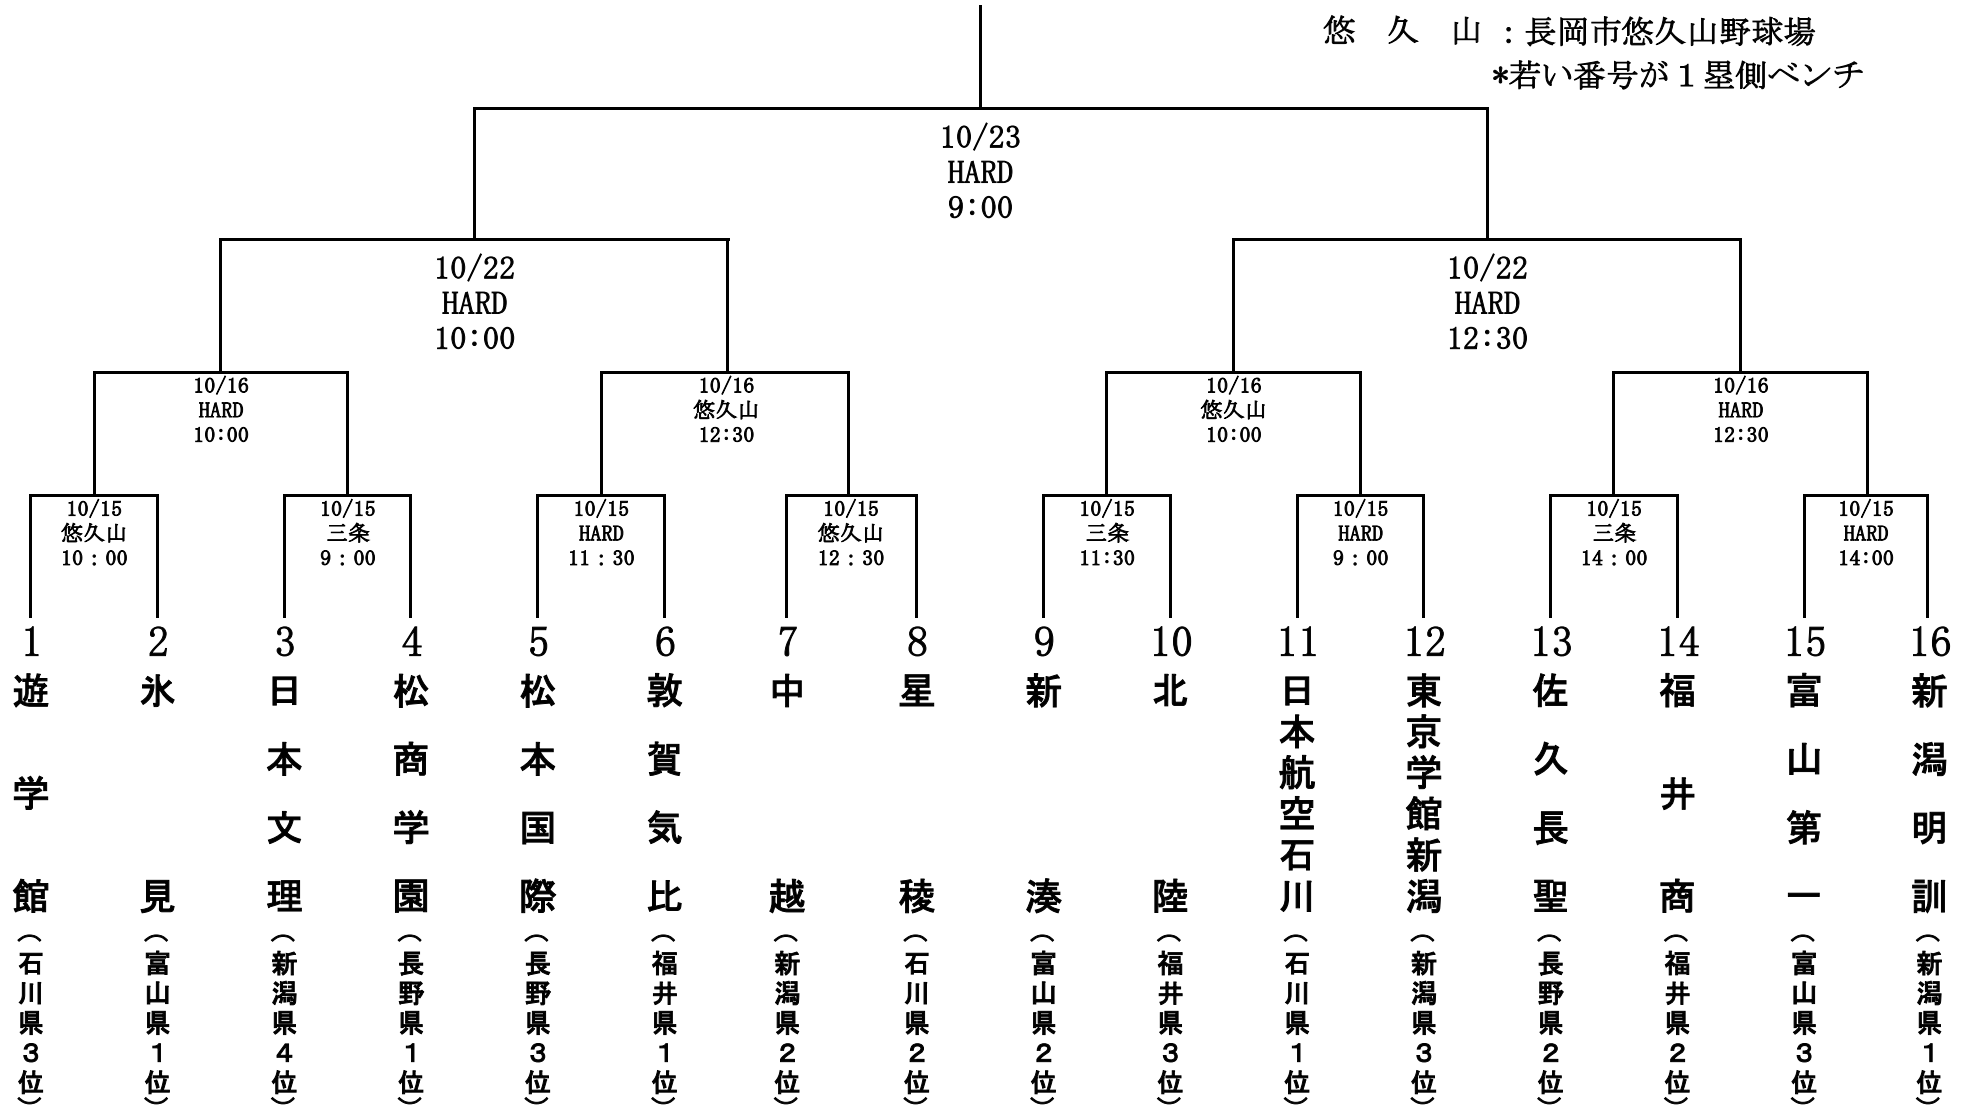 悠　久　山　：長岡市悠久山野球場
*若い番号が1塁側ベンチ
10/23
HARD
9:00
10/22
HARD
10:00
10/22
HARD
12:30
10/16
HARD
10:00
10/16
悠久山
12:30
10/16
悠久山
10:00
10/16
HARD
12:30
10/15
悠久山
10：00
10/15
三条
9：00
10/15
HARD
11：30
10/15
悠久山
12：30
10/15
三条
11:30
10/15
HARD
9：00
10/15
三条
14：00
10/15
HARD
14:00
1
遊学館（石川県３位）
2
氷見（富山県１位）
3
日本文理（新潟県４位）
4
松商学園（長野県１位）
5
松本国際（長野県３位）
6
敦賀気比（福井県１位）
7
中越（新潟県２位）
8
星稜（石川県２位）
9
新湊（富山県２位）
10
北陸（福井県３位）
11
日本航空石川（石川県１位）
12
東京学館新潟（新潟県３位）
13
佐久長聖（長野県２位）
14
福井商（福井県２位）
15
富山第一（富山県３位）
16
新潟明訓（新潟県１位）